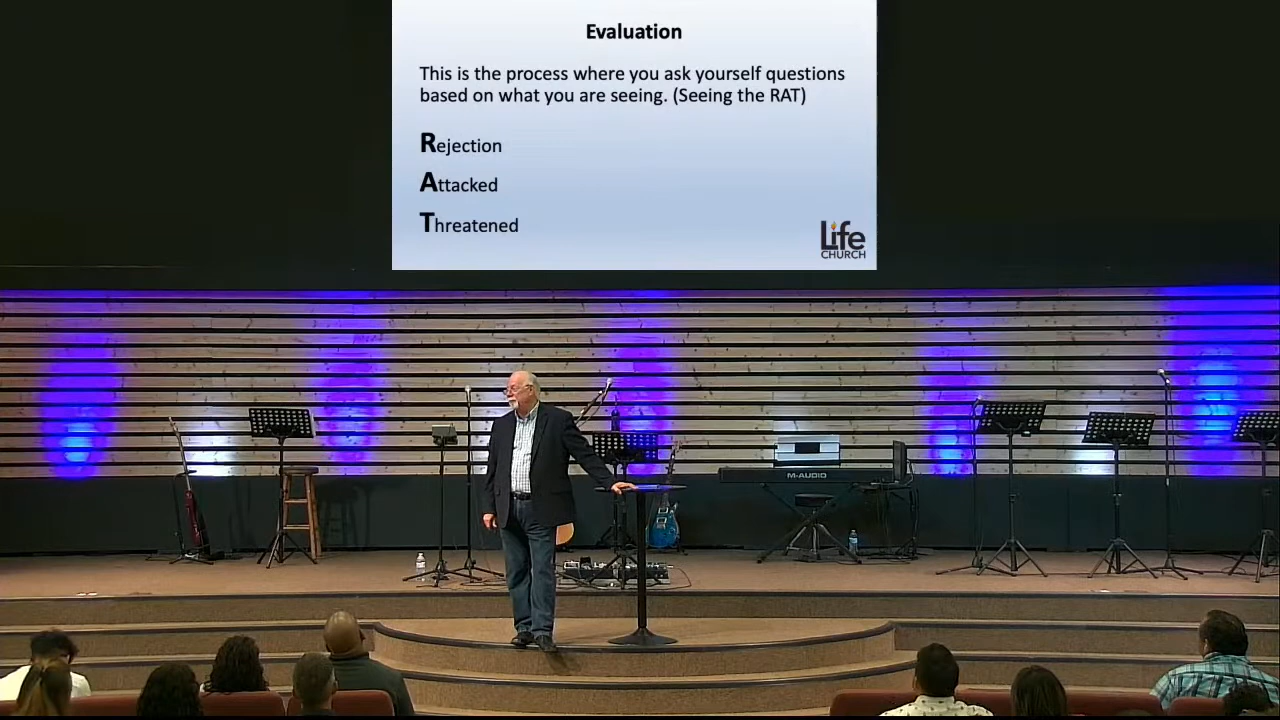 Evaluation
This is the process where you ask yourself questions
based on what you are seeing. (Seeing the RAT)
Rejection
Attacked
Threatened
Life
CHURCH
M-AUDIO